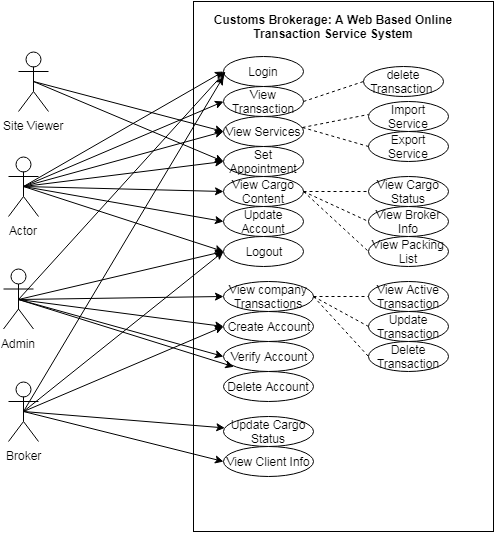 Customs Brokerage: A Web Based Online
Transaction Service System
Site Viewer
Actor
Admin
Broker
Login
View
Transaction
View Services
Set
Appointment
View Cargo
Content
Update
Account
Logout
View company
Transactions
Create Account
Verify Account
Delete Account
Update Cargo
Status
View Client Info
delete
Transaction
Import
Service
Export
Service
View Cargo
Status
View Broker
Info
View Packing
List
View Active
Transaction
Update
Transaction
Delete
Transaction